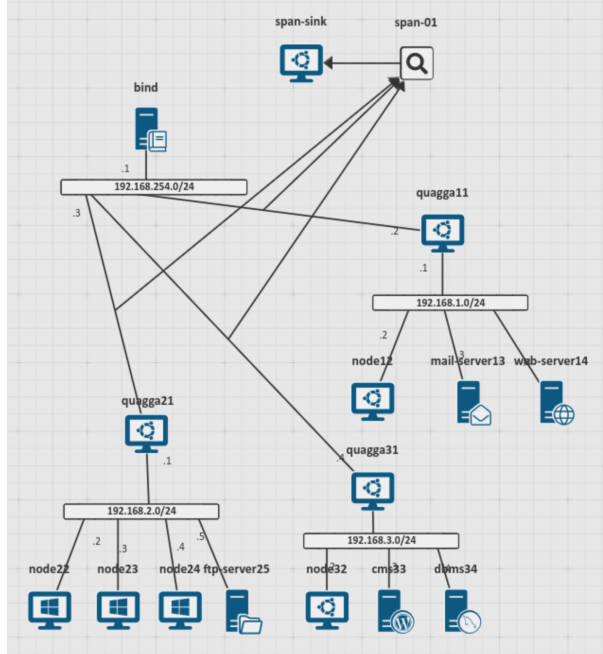 span-sink span-01
bind
.1
192.168.254.0/24
.3
quagga11
.2
.1
192.168.1.0/24
.2
node12 mail-server13 web-server14
.3
quagga21
.1
quagga31
.4
192.168.2.0/24
.2 .3 .4 .5
192.168.3.0/24
node22 node23 node24 ftp-server25 node32 cms33 dbms34